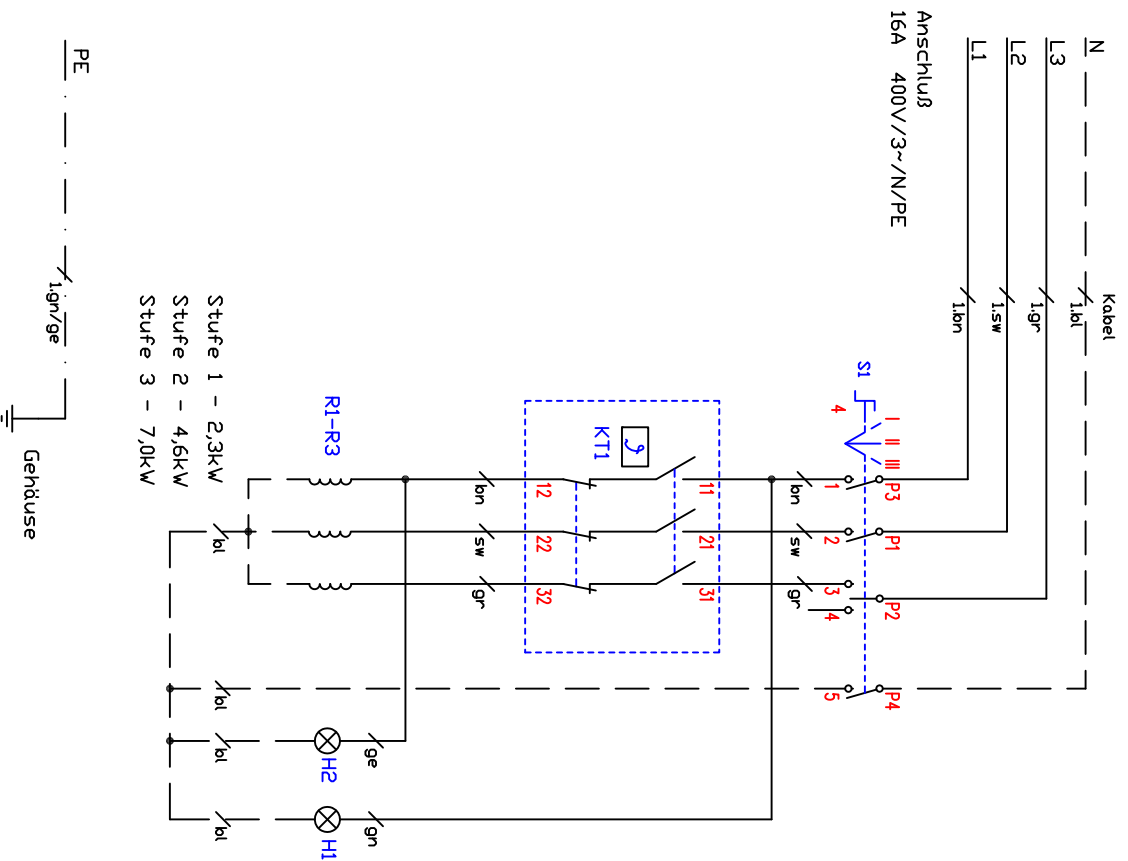 N
L3
L2
L1
Anschluß
16A 400V/3~/N/PE
Kabel
1.bl
1.gr
1.sw
1.bn
S1
4
I
II
III
P3
P1
P2
P4
1
2
3
4
5
bn
sw
gr
11
21
31
KT1
ϑ
12
22
32
bn
sw
gr
R1-R3
bl
bl
bl
bl
ge
gn
H2
H1
Stufe 1 - 2,3kW
Stufe 2 - 4,6kW
Stufe 3 - 7,0kW
PE
1.gn/ge
Gehäuse